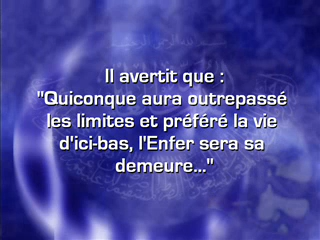 Il avertit que :
"Quiconque aura outrepassé
les limites et préféré la vie
d'ici-bas, l'Enfer sera sa
demeure..."